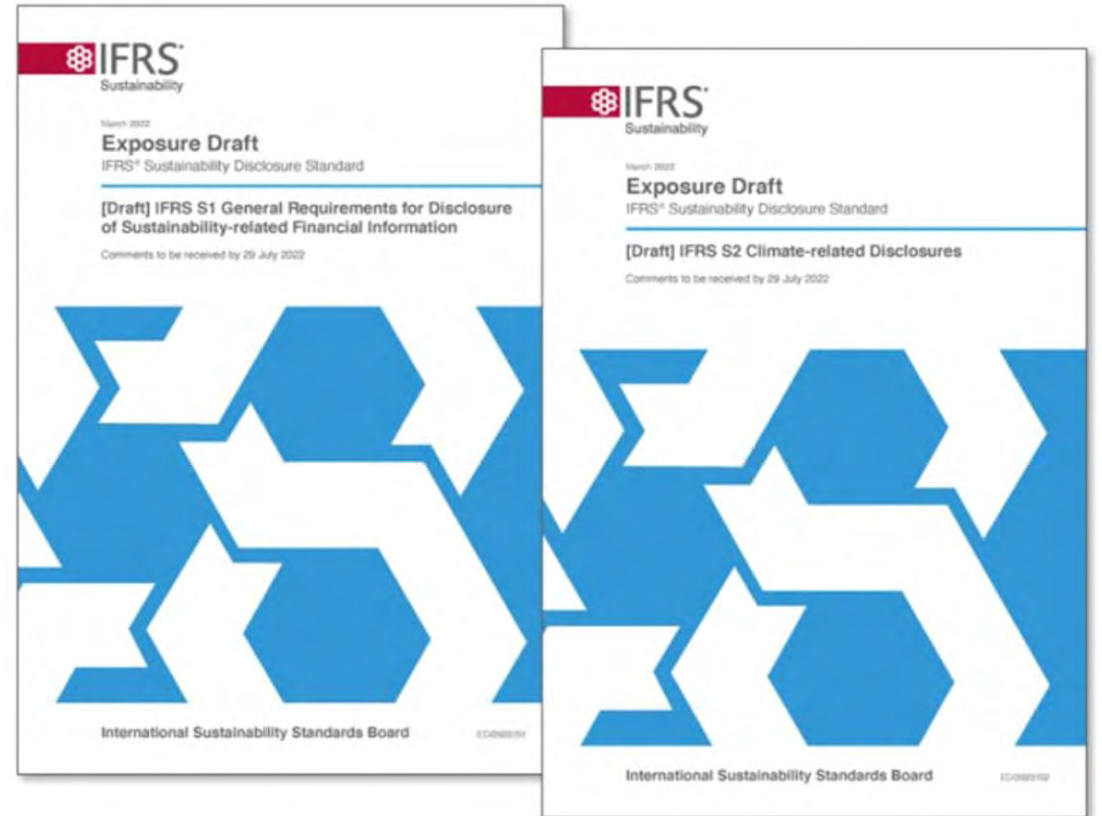 IFRS®
Sustainability
March 2022
Exposure Draft
IFRS® Sustainability Disclosure Standard
[Draft] IFRS S1 General Requirements for Disclosure
of Sustainability-related Financial Information
Comments to be received by 29 July 2022
International Sustainability Standards Board
IFRS®
Sustainability
March 2022
Exposure Draft
IFRS® Sustainability Disclosure Standard
[Draft] IFRS S2 Climate-related Disclosures
Comments to be received by 29 July 2022
International Sustainability Standards Board